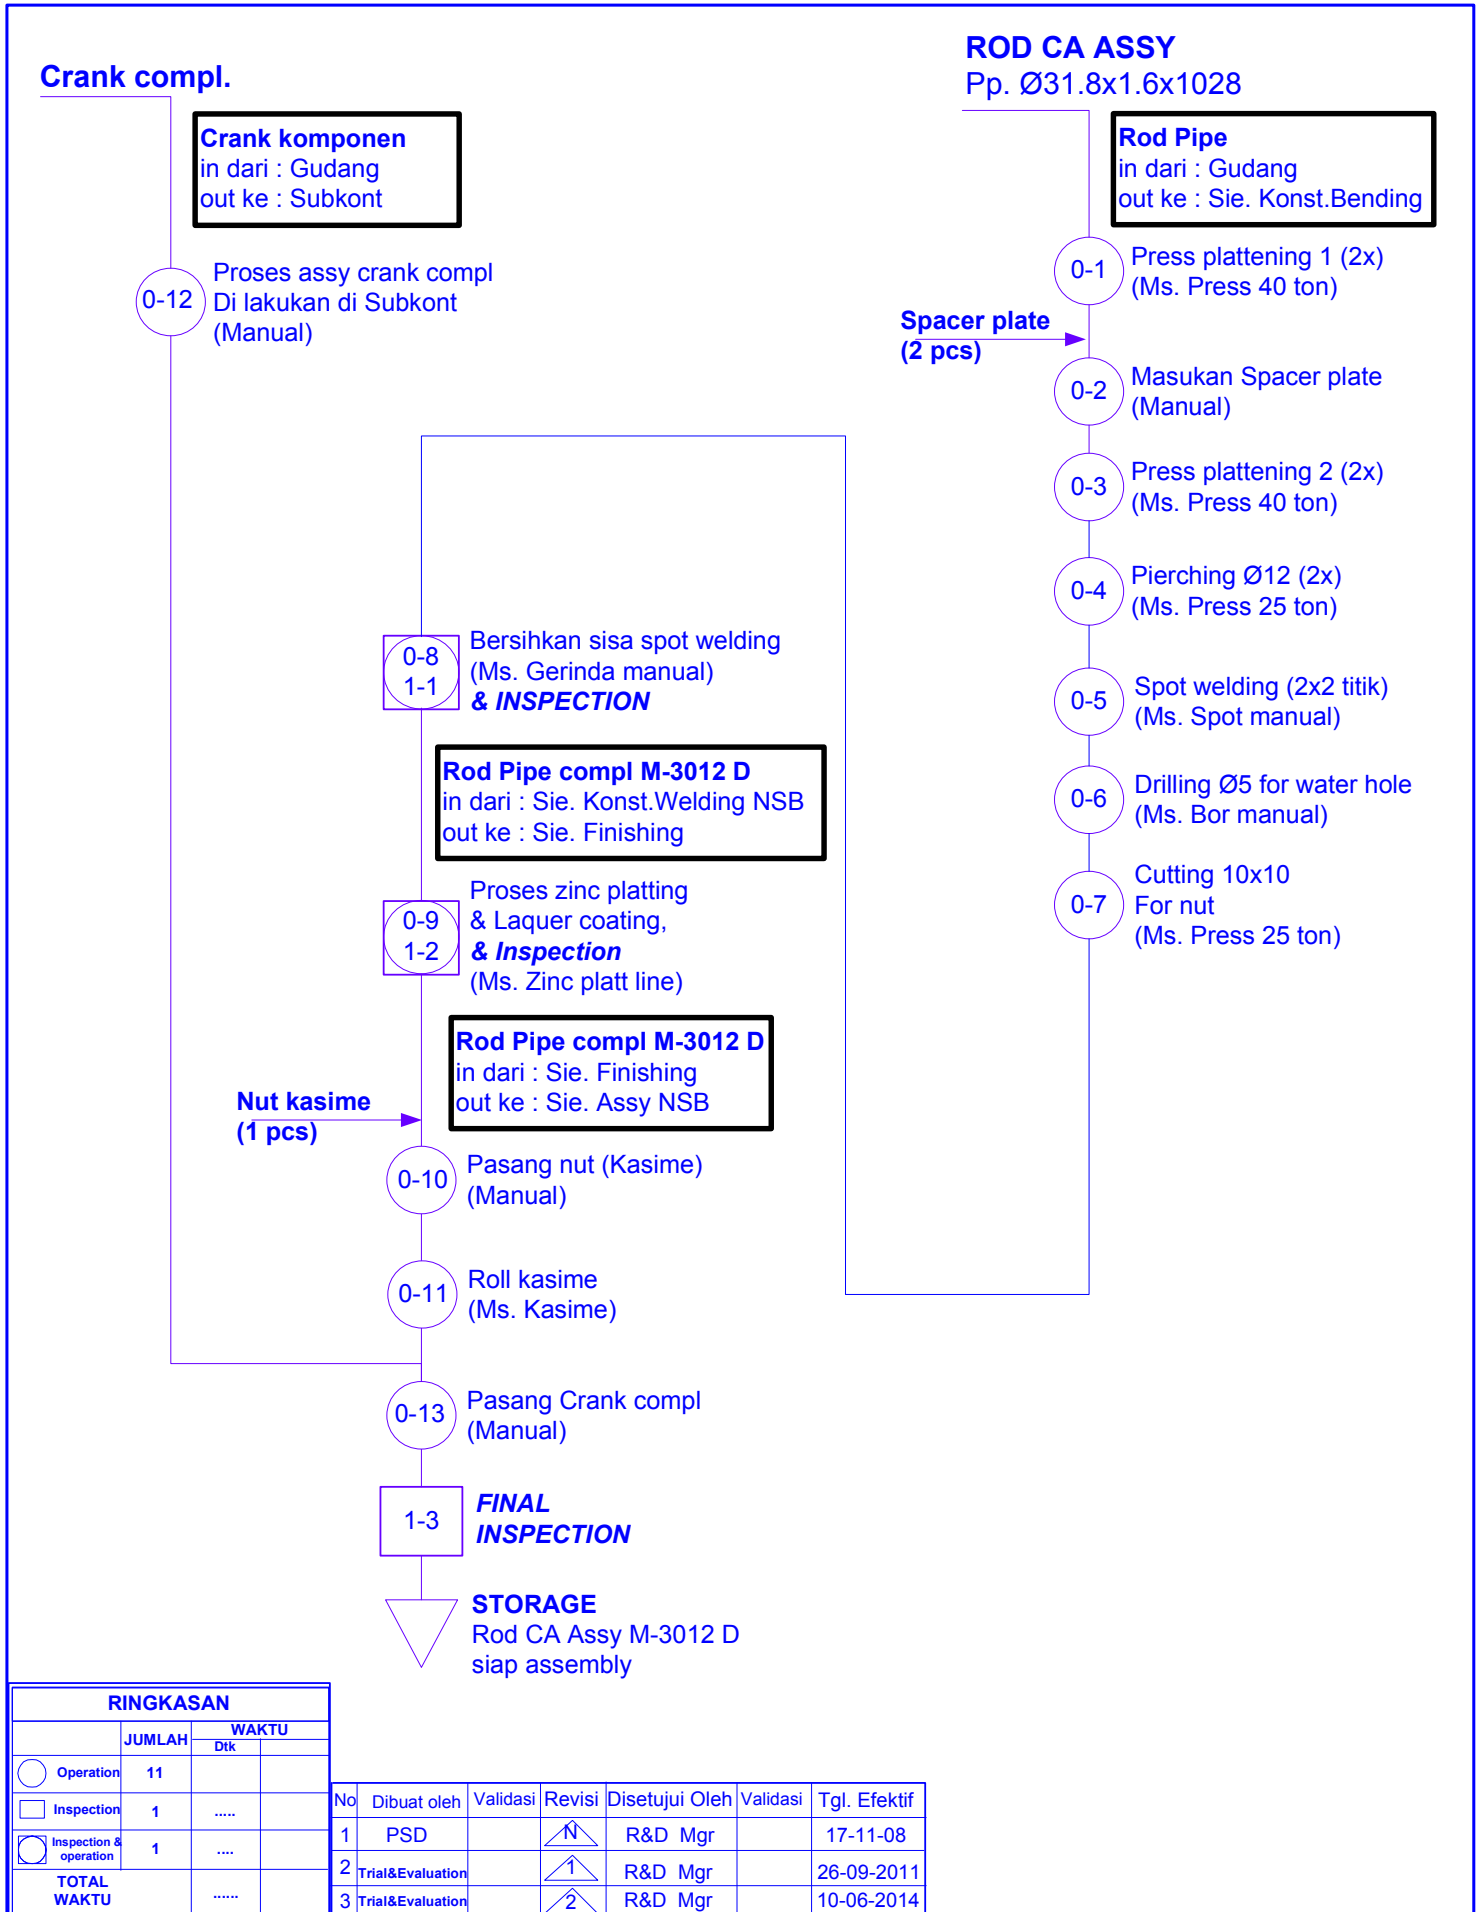 Crank compl.
Crank komponen
in dari : Gudang
out ke : Subkont
0-12
Proses assy crank compl
Di lakukan di Subkont
(Manual)
ROD CA ASSY
Pp. Ø31.8x1.6x1028
Rod Pipe
in dari : Gudang
out ke : Sie. Konst.Bending
0-1
Press plattening 1 (2x)
(Ms. Press 40 ton)
Spacer plate
(2 pcs)
0-2
Masukan Spacer plate
(Manual)
0-3
Press plattening 2 (2x)
(Ms. Press 40 ton)
0-4
Pierching Ø12 (2x)
(Ms. Press 25 ton)
0-5
Spot welding (2x2 titik)
(Ms. Spot manual)
0-6
Drilling Ø5 for water hole
(Ms. Bor manual)
0-7
Cutting 10x10
For nut
(Ms. Press 25 ton)
0-8
1-1
Bersihkan sisa spot welding
(Ms. Gerinda manual)
& INSPECTION
Rod Pipe compl M-3012 D
in dari : Sie. Konst.Welding NSB
out ke : Sie. Finishing
0-9
1-2
Proses zinc platting
& Laquer coating,
& Inspection
(Ms. Zinc platt line)
Rod Pipe compl M-3012 D
in dari : Sie. Finishing
out ke : Sie. Assy NSB
Nut kasime
(1 pcs)
0-10
Pasang nut (Kasime)
(Manual)
0-11
Roll kasime
(Ms. Kasime)
0-13
Pasang Crank compl
(Manual)
1-3
FINAL
INSPECTION
STORAGE
Rod CA Assy M-3012 D
siap assembly
RINGKASAN
JUMLAH WAKTU
Dtk
Operation 11
Inspection 1 .....
Inspection &
operation 1 ....
TOTAL
WAKTU ......
No Dibuat oleh Validasi Revisi Disetujui Oleh Validasi Tgl. Efektif
1 PSD N R&D Mgr 17-11-08
2 Trial&Evaluation 1 R&D Mgr 26-09-2011
3 Trial&Evaluation 2 R&D Mgr 10-06-2014